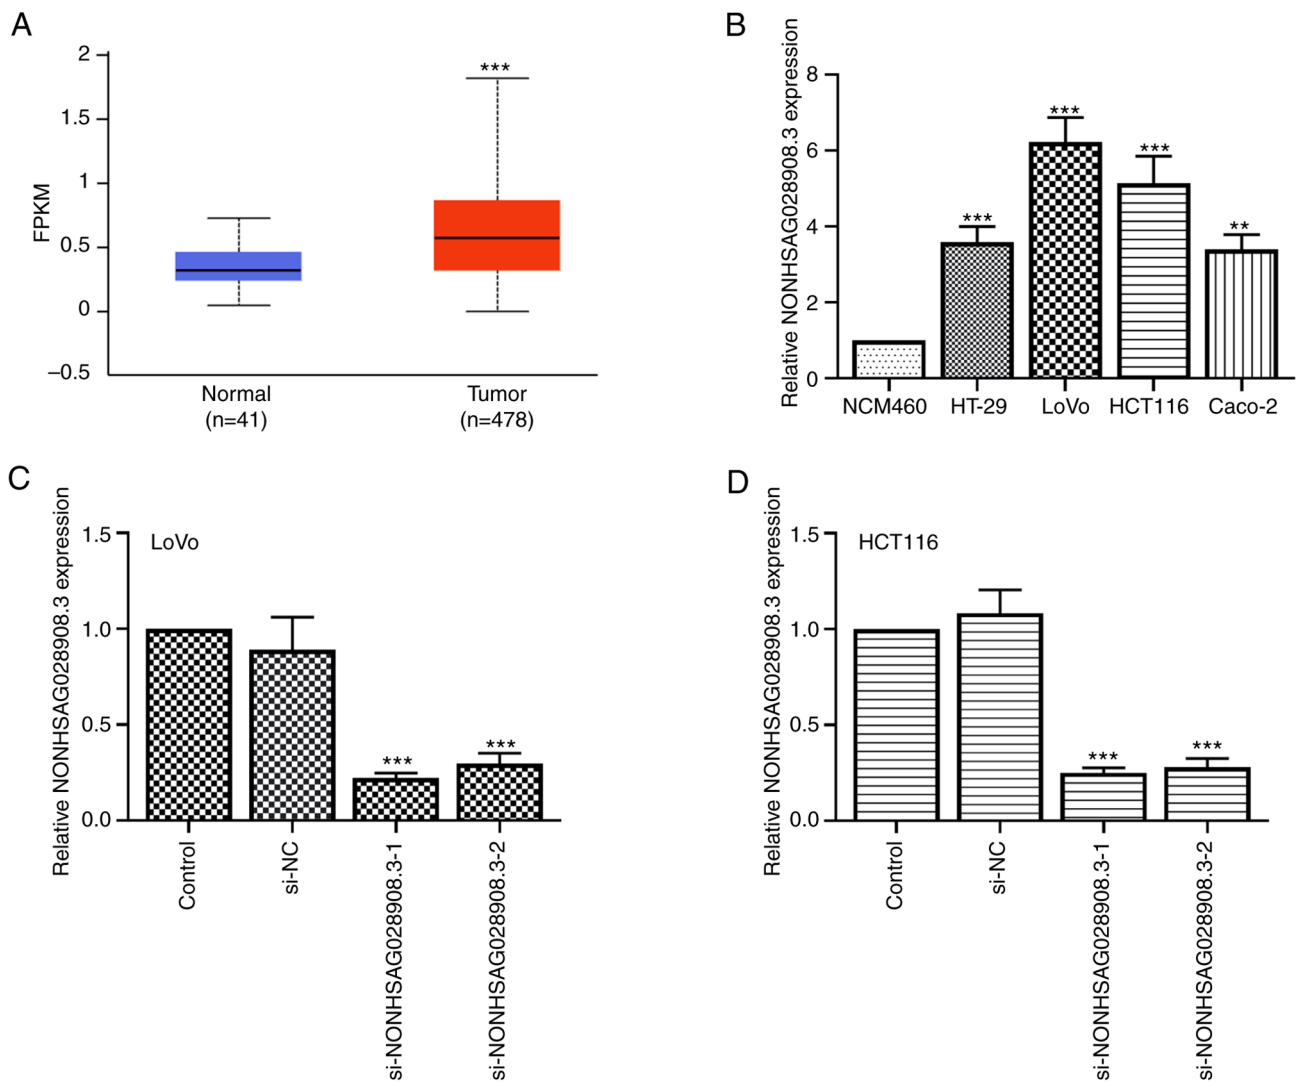 A
FPKM
2
1.5
1
0.5
0
–0.5
***
Normal
(n=41)
Tumor
(n=478)
B
Relative NONHSAG028908.3 expression
8
6
4
2
0
***
***
***
**
NCM460
HT-29
LoVo
HCT116
Caco-2
C
Relative NONHSAG028908.3 expression
1.5
1.0
0.5
0.0
LoVo
***
***
Control
si-NC
si-NONHSAG028908.3-1
si-NONHSAG028908.3-2
D
Relative NONHSAG028908.3 expression
1.5
1.0
0.5
0.0
HCT116
***
***
Control
si-NC
si-NONHSAG028908.3-1
si-NONHSAG028908.3-2